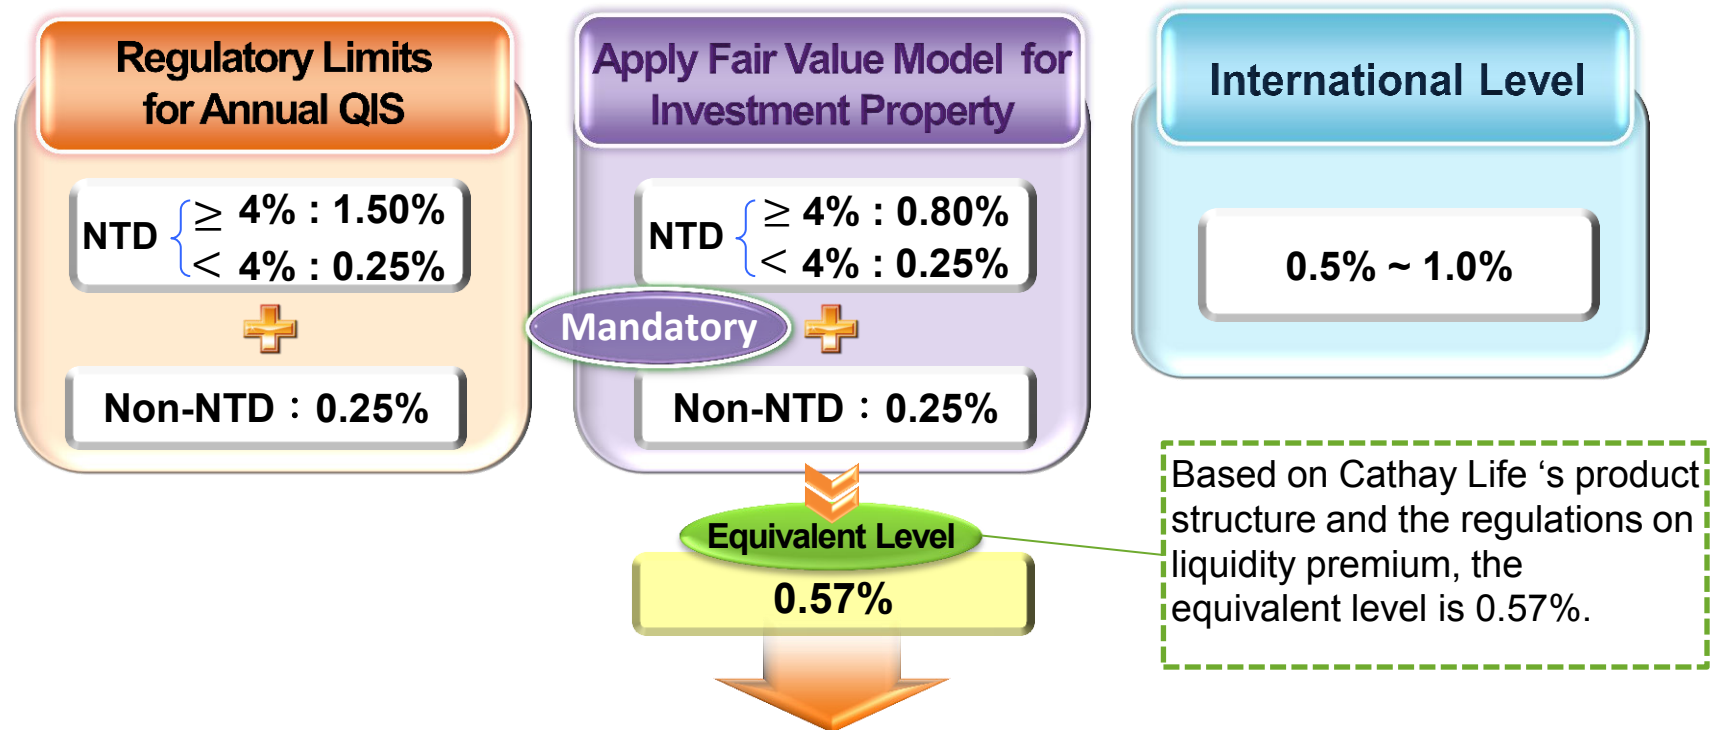 Regulatory Limits
for Annual QIS
NTD
≥ 4% : 1.50%
< 4% : 0.25%
Non-NTD：0.25%
Apply Fair Value Model for
Investment Property
NTD
≥ 4% : 0.80%
< 4% : 0.25%
Mandatory
Non-NTD：0.25%
Equivalent Level
0.57%
International Level
0.5% ~ 1.0%
Based on Cathay Life ‘s product
structure and the regulations on
liquidity premium, the
equivalent level is 0.57%.